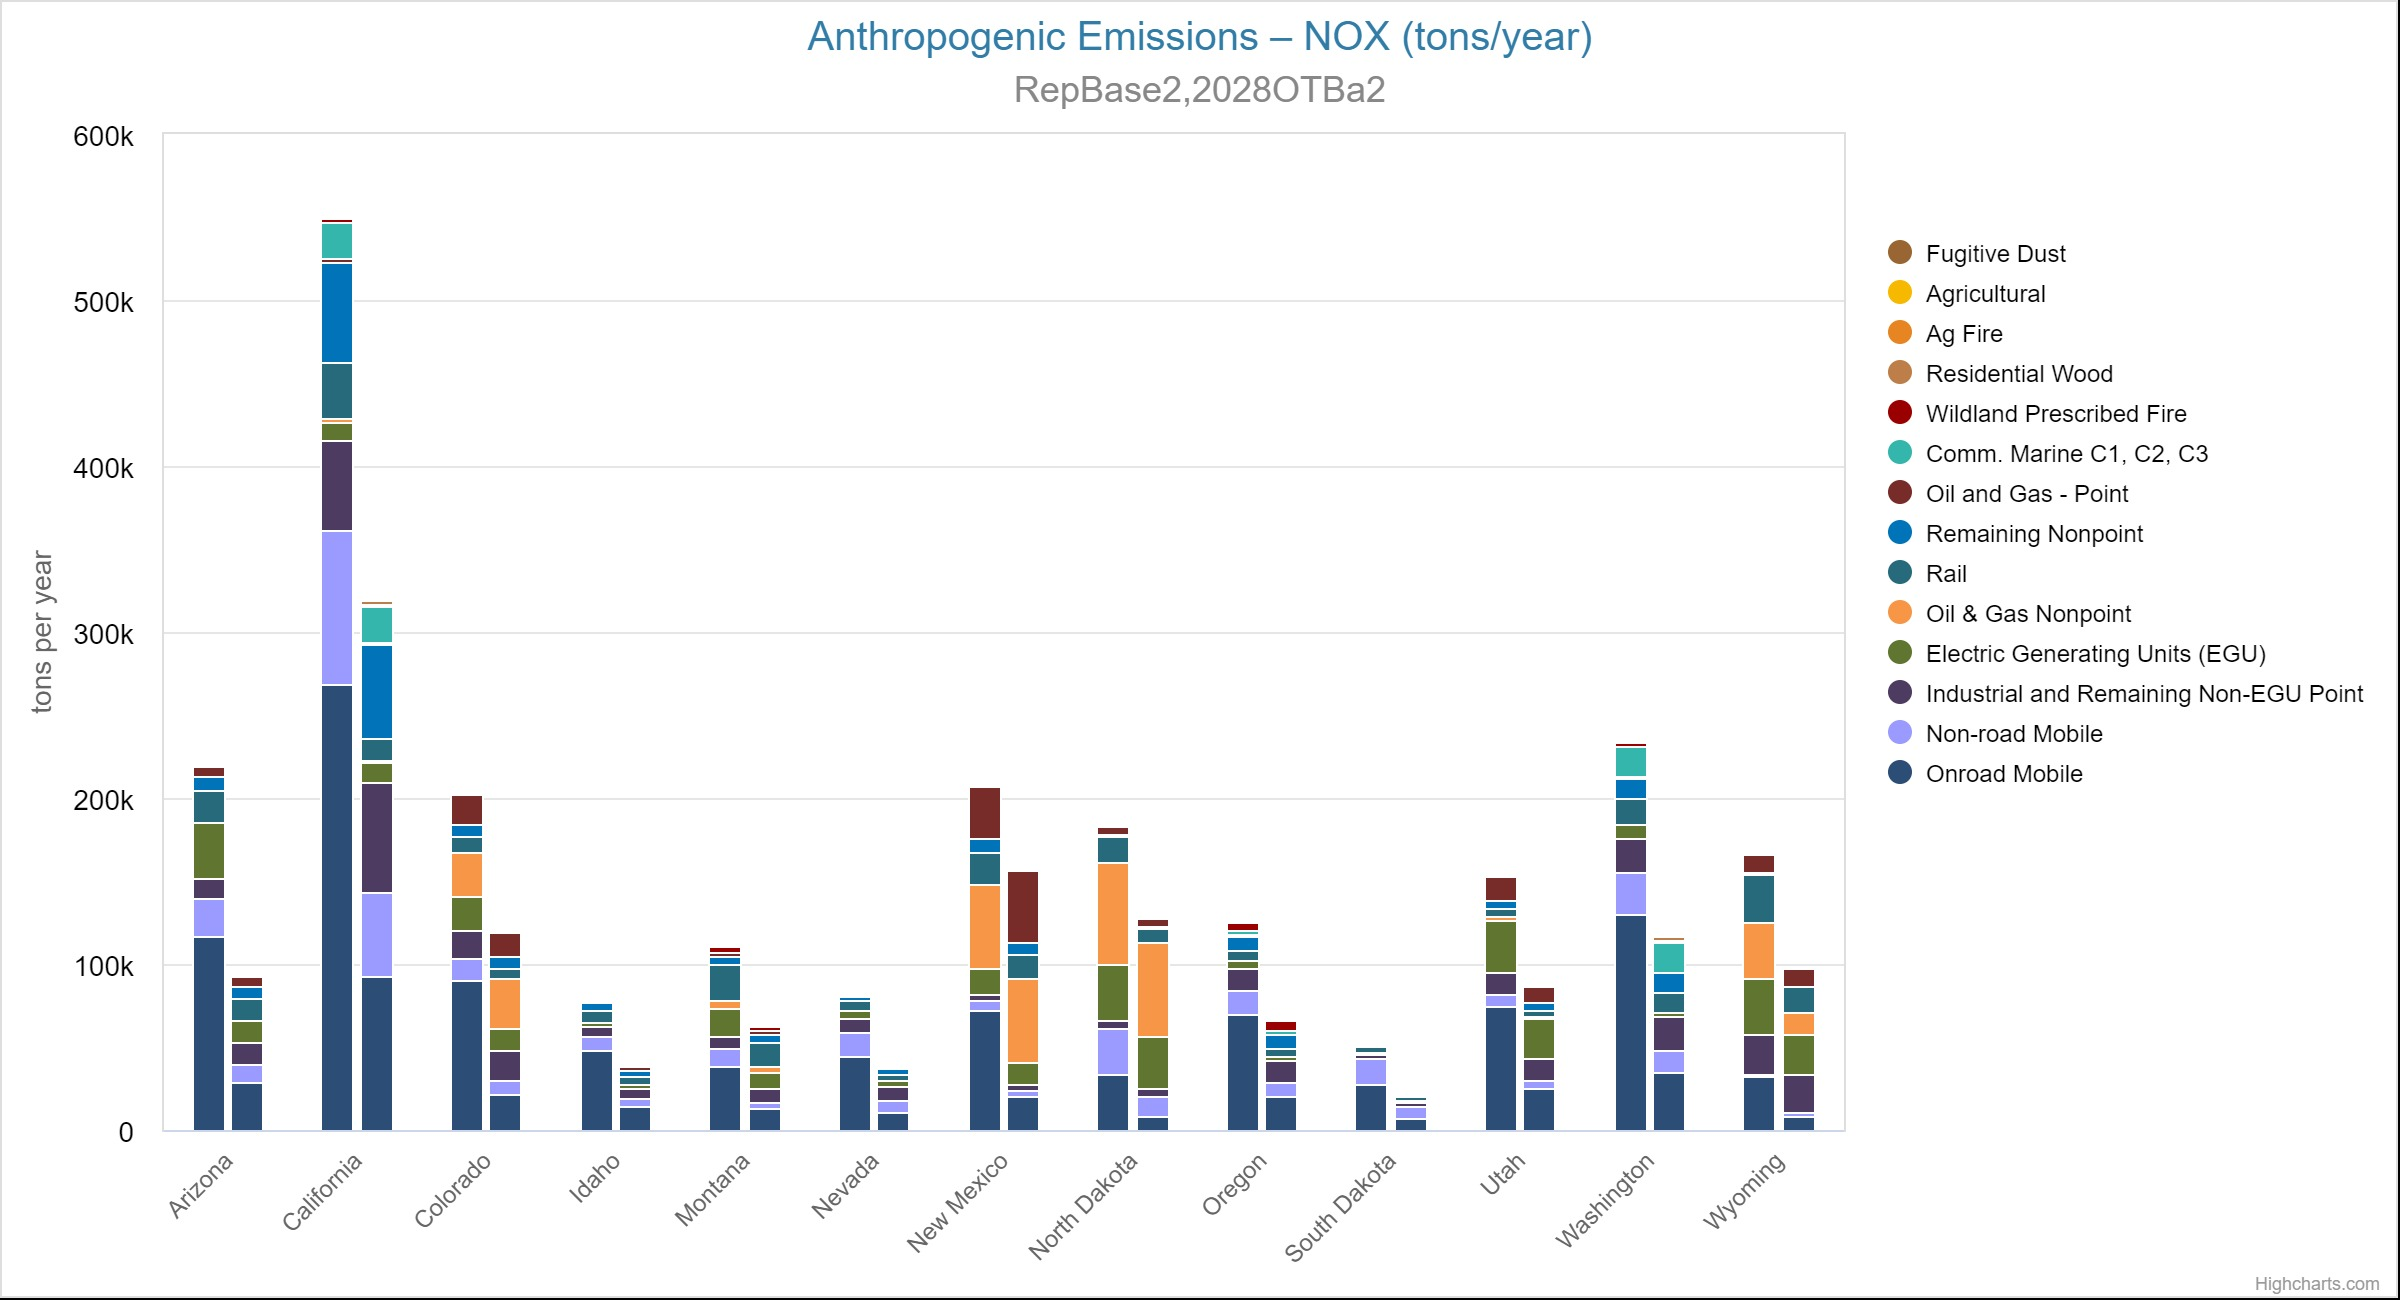 Anthropogenic Emissions – NOX (tons/year)
RepBase2,2028OTBa2
tons per year
600k
500k
400k
300k
200k
100k
0
Arizona
California
Colorado
Idaho
Montana
Nevada
New Mexico
North Dakota
Oregon
South Dakota
Utah
Washington
Wyoming
Fugitive Dust
Agricultural
Ag Fire
Residential Wood
Wildland Prescribed Fire
Comm. Marine C1, C2, C3
Oil and Gas - Point
Remaining Nonpoint
Rail
Oil & Gas Nonpoint
Electric Generating Units (EGU)
Industrial and Remaining Non-EGU Point
Non-road Mobile
Onroad Mobile
Highcharts.com